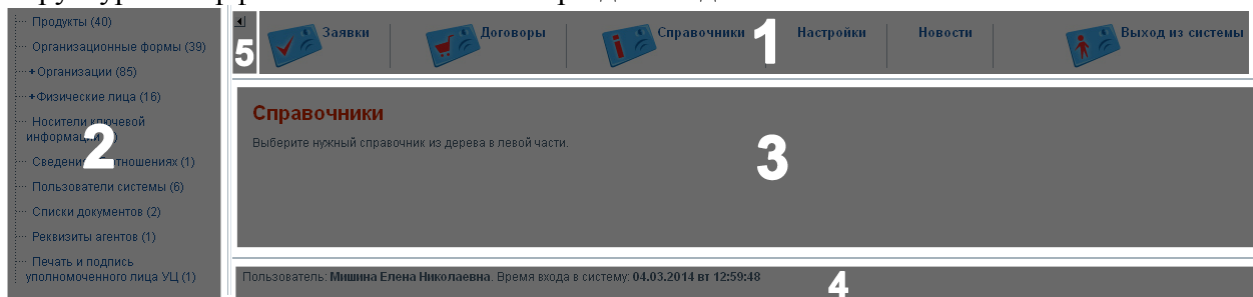 Продукты (40)
Организационные формы (39)
+Организации (85)
+Физические лица (16)
Носители ключевой
информации
Сведения отношениях (1)
Пользователи системы (6)
Списки документов (2)
Реквизиты агентов (1)
Печать и подпись
уполномоченного лица УЦ (1)
2
5
Заявки Договоры Справочники 1 Настройки Новости Выход из системы
Справочники
Выберите нужный справочник из дерева в левой части.
3
Пользователь: Мишина Елена Николаевна. Время входа в систему: 04.03.2014 вт 12:59:48
4